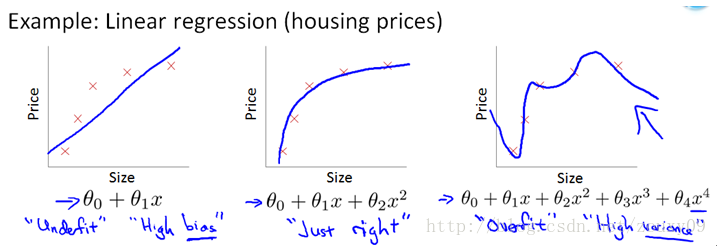 Example: Linear regression (housing prices)
Price
Size
→ θ₀ + θ₁x
"Underfit" "High bias"
Price
Size
→ θ₀ + θ₁x + θ₂x²
"Just right"
Price
Size
→ θ₀ + θ₁x + θ₂x² + θ₃x³ + θ₄x⁴
"Overfit" "High variance"